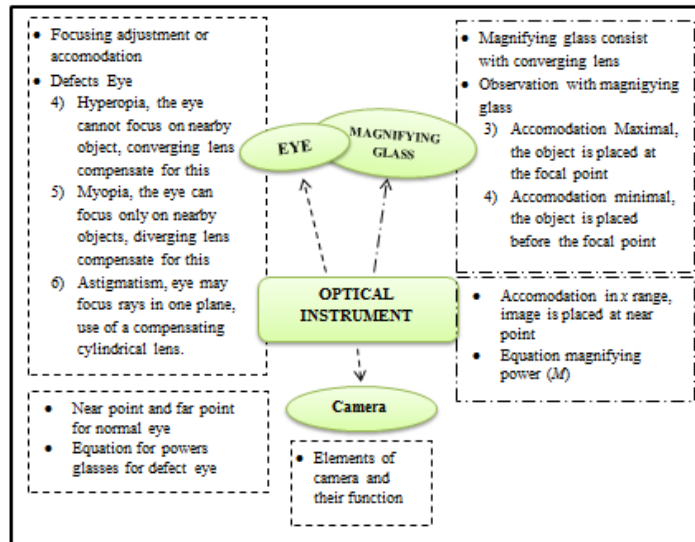 ● Focusing adjustment or
accomodation
● Defects Eye
4) Hyperopia, the eye
cannot focus on nearby
object, converging lens
compensate for this
5) Myopia, the eye can
focus only on nearby
objects, diverging lens
compensate for this
6) Astigmatism, eye may
focus rays in one plane,
use of a compensating
cylindrical lens.
● Near point and far point
for normal eye
● Equation for powers
glasses for defect eye
EYE
MAGNIFYING
GLASS
OPTICAL
INSTRUMENT
Camera
● Elements of
camera and
their function
● Magnifying glass consist
with converging lens
● Observation with magnigying
glass
3) Accomodation Maximal,
the object is placed at
the focal point
4) Accomodation minimal,
the object is placed
before the focal point
● Accomodation in x range,
image is placed at near
point
● Equation magnifying
power (M)